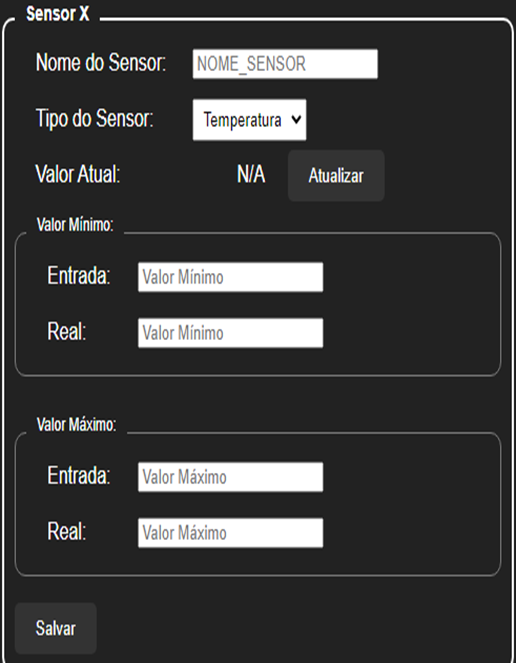 Sensor X
Nome do Sensor: NOME_SENSOR
Tipo do Sensor: Temperatura
Valor Atual: N/A Atualizar
Valor Mínimo:
Entrada: Valor Mínimo
Real: Valor Mínimo
Valor Máximo:
Entrada: Valor Máximo
Real: Valor Máximo
Salvar